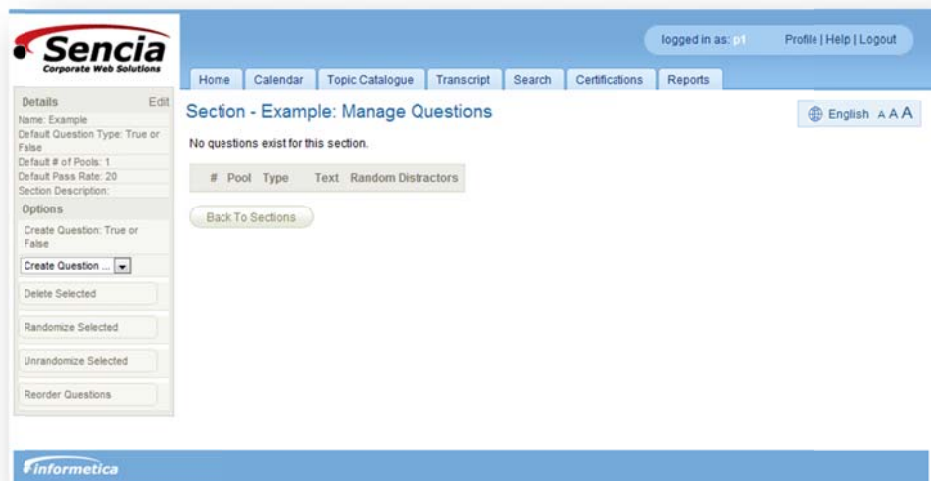 Sencia
Corporate Web Solutions
logged in as: p1
Profile | Help | Logout
Home
Calendar
Topic Catalogue
Transcript
Search
Certifications
Reports
Details
Edit
Name: Example
Default Question Type: True or
False
Default # of Pools: 1
Default Pass Rate: 20
Section Description:
Options
Create Question: True or
False
Create Question ...
Delete Selected
Randomize Selected
Unrandomize Selected
Reorder Questions
Section - Example: Manage Questions
English A A A
No questions exist for this section.
# Pool Type Text Random Distractors
Back To Sections
informetica